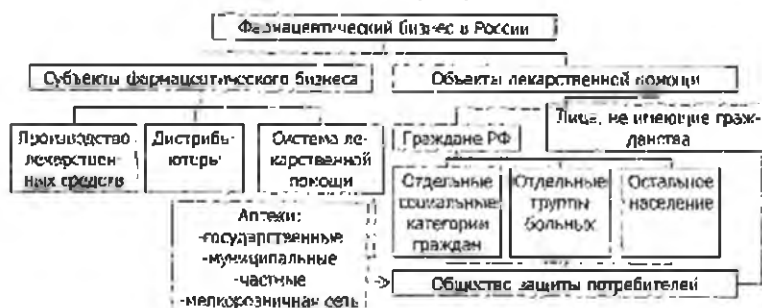 Фармацевтический бизнес в России
Субъекты фармацевтического бизнеса
Объекты лекарственной помощи
Производство
лекарствен-
ных средств
Дистрибь-
ютеры
Система ле-
карственной
помощи
Граждане РФ
Лица, не имеющие граж-
данства
Отдельные
социальные
категории
граждан
Отдельные
группы
больных
Остальное
население
Аптеки:
-государственные
-муниципальные
-частные
-мелкорозничная сеть
Общество защиты потребителей